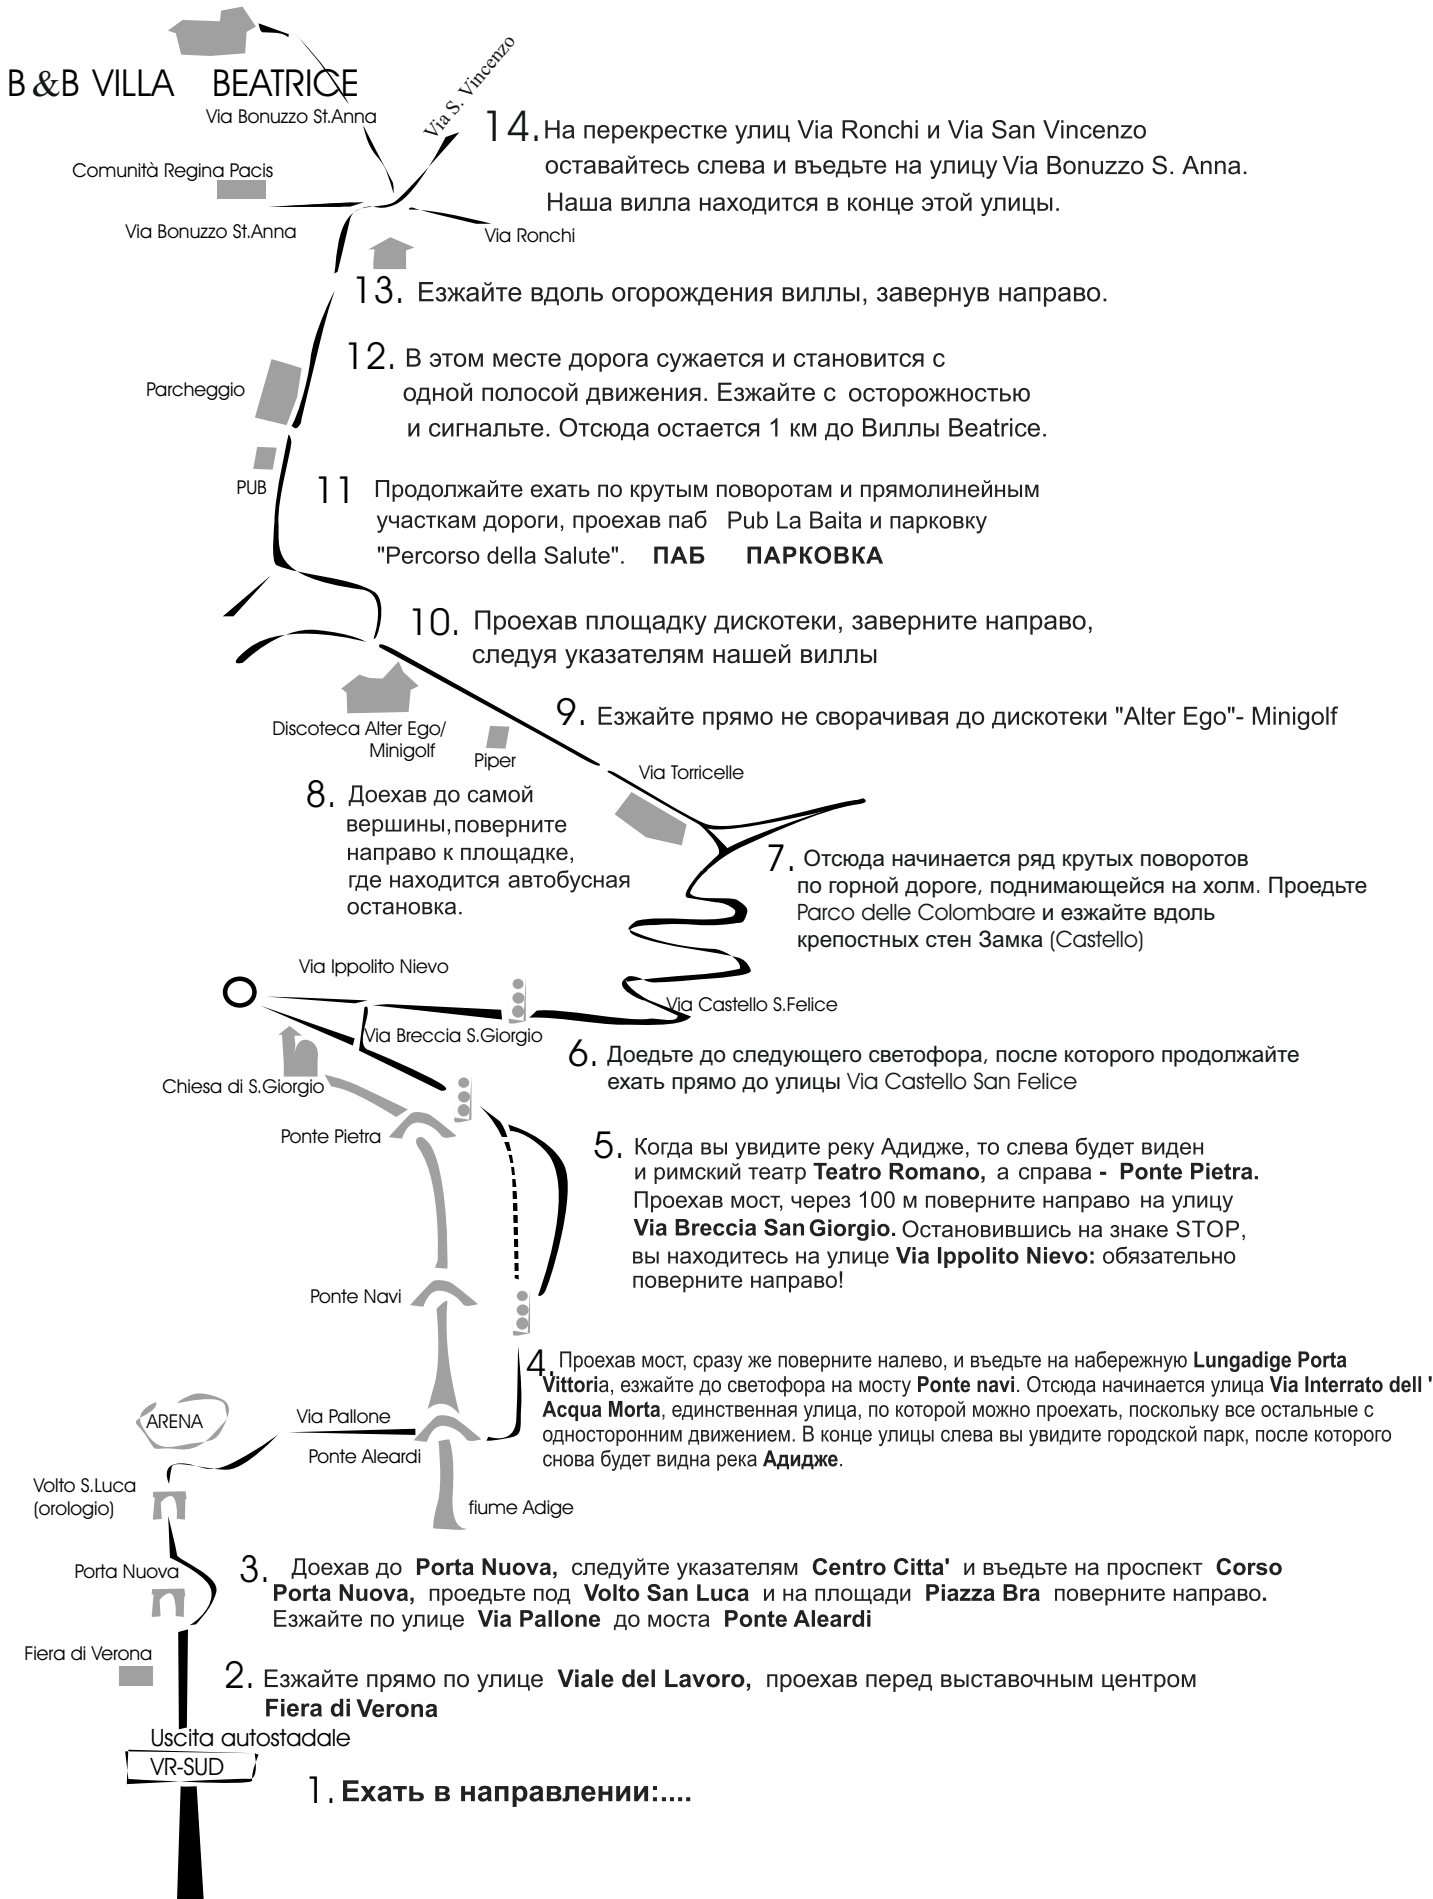 B & B VILLA BEATRICE
Via Bonuzzo St.Anna
Via S. Vincenzo
14. На перекрестке улиц Via Ronchi и Via San Vincenzo
оставайтесь слева и въедьте на улицу Via Bonuzzo S. Anna.
Наша вилла находится в конце этой улицы.
Comunità Regina Pacis
Via Bonuzzo St.Anna
Via Ronchi
13. Езжайте вдоль огорождения виллы, завернув направо.
12. В этом месте дорога сужается и становится с
одной полосой движения. Езжайте с осторожностью
и сигнальте. Отсюда остается 1 км до Виллы Beatrice.
Parcheggio
PUB
11 Продолжайте ехать по крутым поворотам и прямолинейным
участкам дороги, проехав паб Pub La Baita и парковку
"Percorso della Salute". ПАБ ПАРКОВКА
10. Проехав площадку дискотеки, заверните направо,
следуя указателям нашей виллы
9. Езжайте прямо не сворачивая до дискотеки "Alter Ego"- Minigolf
Discoteca Alter Ego/
Minigolf
Piper
Via Torricelle
8. Доехав до самой
вершины, поверните
направо к площадке,
где находится автобусная
остановка.
7. Отсюда начинается ряд крутых поворотов
по горной дороге, поднимающейся на холм. Проедьте
Parco delle Colombare и езжайте вдоль
крепостных стен Замка (Castello)
Via Ippolito Nievo
Via Castello S.Felice
Via Breccia S.Giorgio
6. Доедьте до следующего светофора, после которого продолжайте
ехать прямо до улицы Via Castello San Felice
Chiesa di S.Giorgio
Ponte Pietra
5. Когда вы увидите реку Адидже, то слева будет виден
и римский театр Teatro Romano, а справа - Ponte Pietra.
Проехав мост, через 100 м поверните направо на улицу
Via Breccia San Giorgio. Остановившись на знаке STOP,
вы находитесь на улице Via Ippolito Nievo: обязательно
поверните направо!
Ponte Navi
4. Проехав мост, сразу же поверните налево, и въедьте на набережную Lungadige Porta
Vittoria, езжайте до светофора на мосту Ponte navi. Отсюда начинается улица Via Interrato dell '
Acqua Morta, единственная улица, по которой можно проехать, поскольку все остальные с
односторонним движением. В конце улицы слева вы увидите городской парк, после которого
снова будет видна река Адидже.
ARENA
Via Pallone
Ponte Aleardi
Volto S.Luca
(orologio)
fiume Adige
Porta Nuova
3. Доехав до Porta Nuova, следуйте указателям Centro Citta' и въедьте на проспект Corso
Porta Nuova, проедьте под Volto San Luca и на площади Piazza Bra поверните направо.
Езжайте по улице Via Pallone до моста Ponte Aleardi
Fiera di Verona
2. Езжайте прямо по улице Viale del Lavoro, проехав перед выставочным центром
Fiera di Verona
Uscita autostadale
VR-SUD
1. Ехать в направлении:....